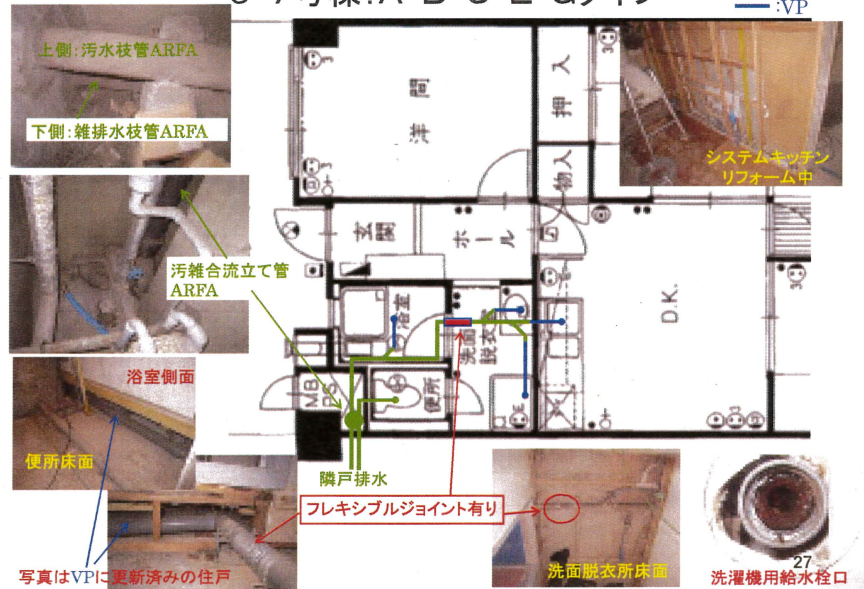 :VP
上側:汚水枝管ARFA
下側:雑排水枝管ARFA
システムキッチン
リフォーム中
洋間
押入
物入
玄関
ホール
汚雑合流立て管
ARFA
浴室
洗面
脱衣
D.K.
MB
PS
便所
浴室側面
便所床面
隣戸排水
フレキシブルジョイント有り
写真はVPに更新済みの住戸
洗面脱衣所床面
27
洗濯機用給水栓口